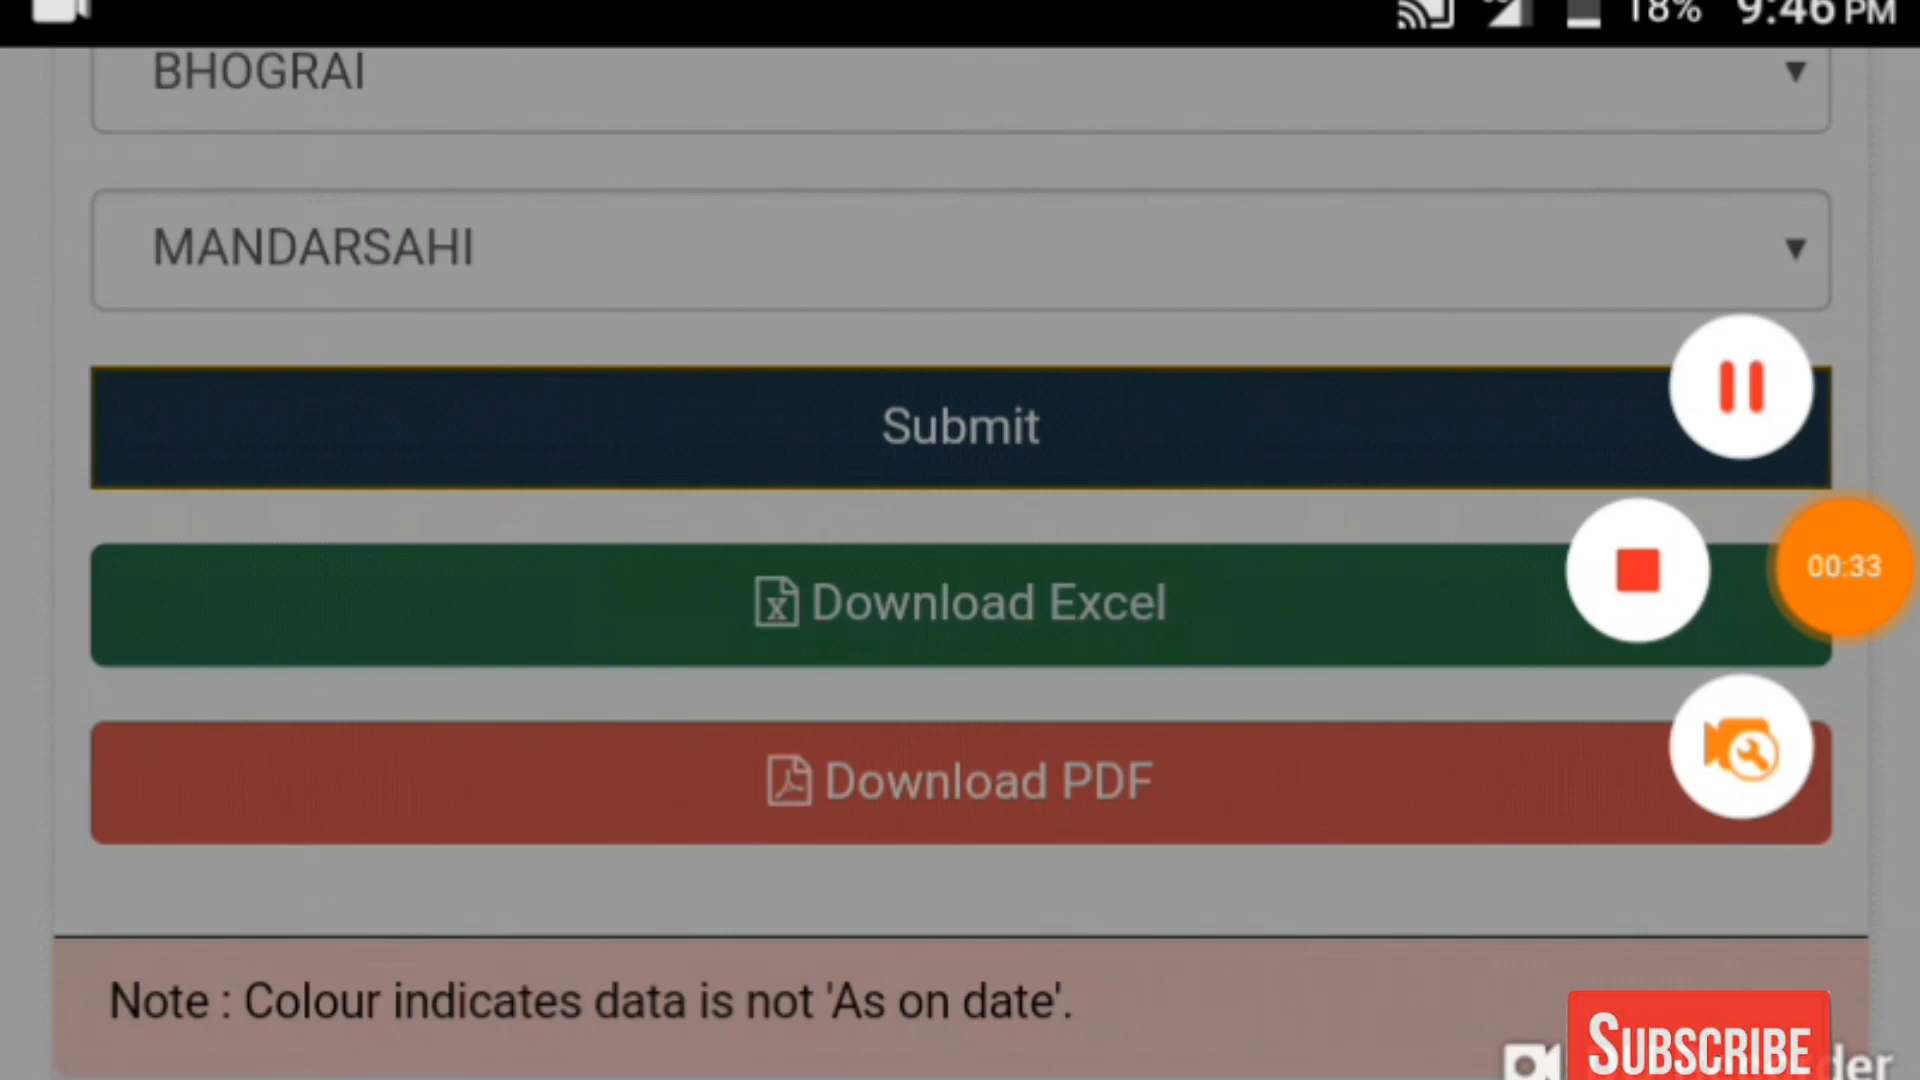 18% 9:46 PM
BHOGRAI
MANDARSAHI
Submit
00:33
Download Excel
Download PDF
Note : Colour indicates data is not 'As on date'.
SUBSCRIBE